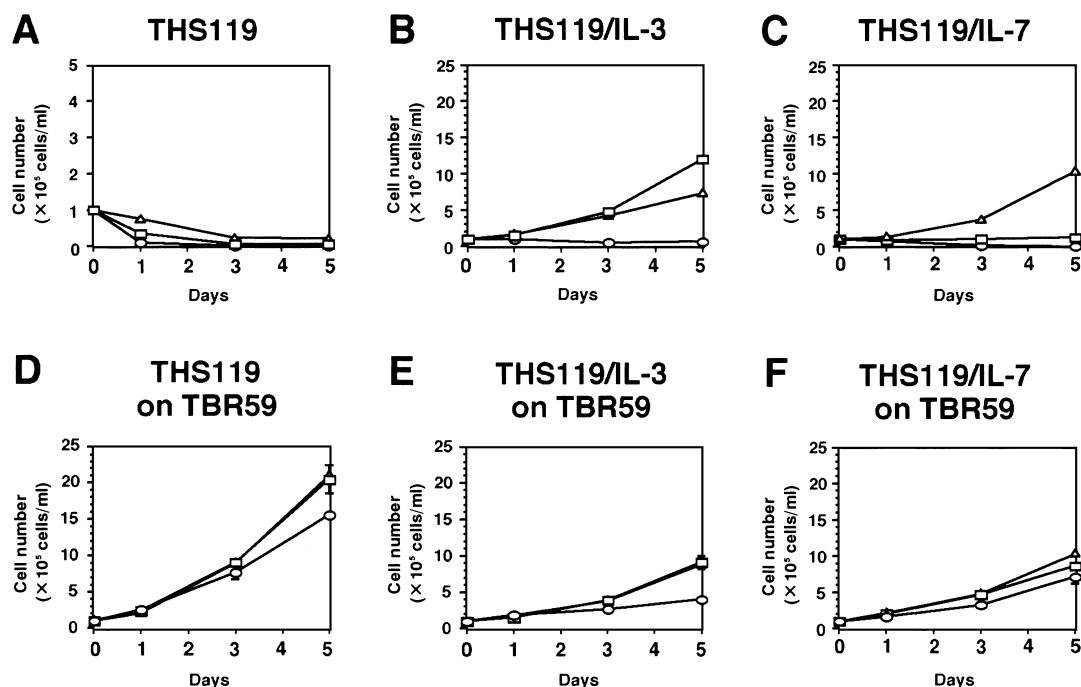 A
THS119
Cell number
(× 10⁵ cells/ml)
5
4
3
2
1
0
0 1 2 3 4 5
Days
B
THS119/IL-3
Cell number
(× 10⁵ cells/ml)
25
20
15
10
5
0
0 1 2 3 4 5
Days
C
THS119/IL-7
Cell number
(× 10⁵ cells/ml)
25
20
15
10
5
0
0 1 2 3 4 5
Days
D
THS119
on TBR59
Cell number
(× 10⁵ cells/ml)
25
20
15
10
5
0
0 1 2 3 4 5
Days
E
THS119/IL-3
on TBR59
Cell number
(× 10⁵ cells/ml)
25
20
15
10
5
0
0 1 2 3 4 5
Days
F
THS119/IL-7
on TBR59
Cell number
(× 10⁵ cells/ml)
25
20
15
10
5
0
0 1 2 3 4 5
Days